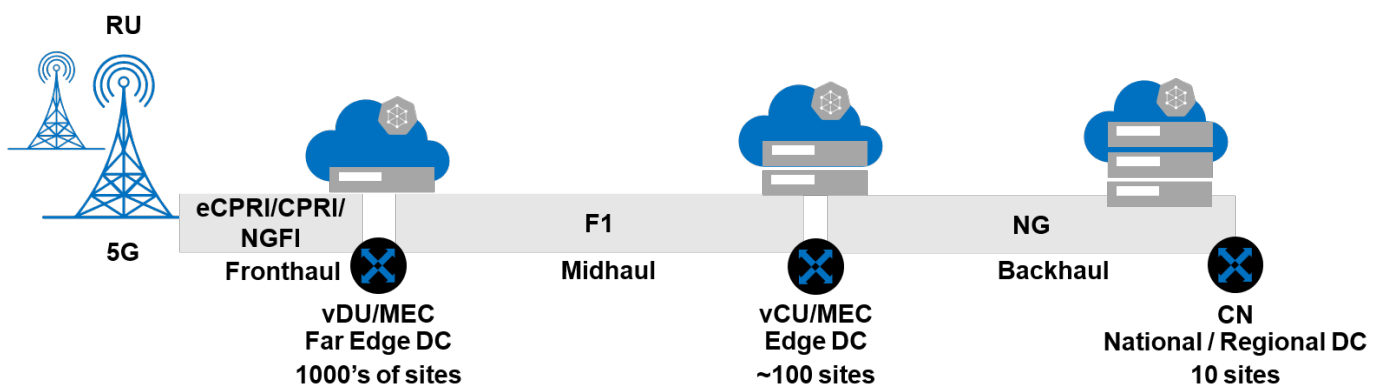 RU
5G
eCPRI/CPRI/
NGFI
Fronthaul
F1
Midhaul
NG
Backhaul
vDU/MEC
Far Edge DC
1000's of sites
vCU/MEC
Edge DC
~100 sites
CN
National / Regional DC
10 sites